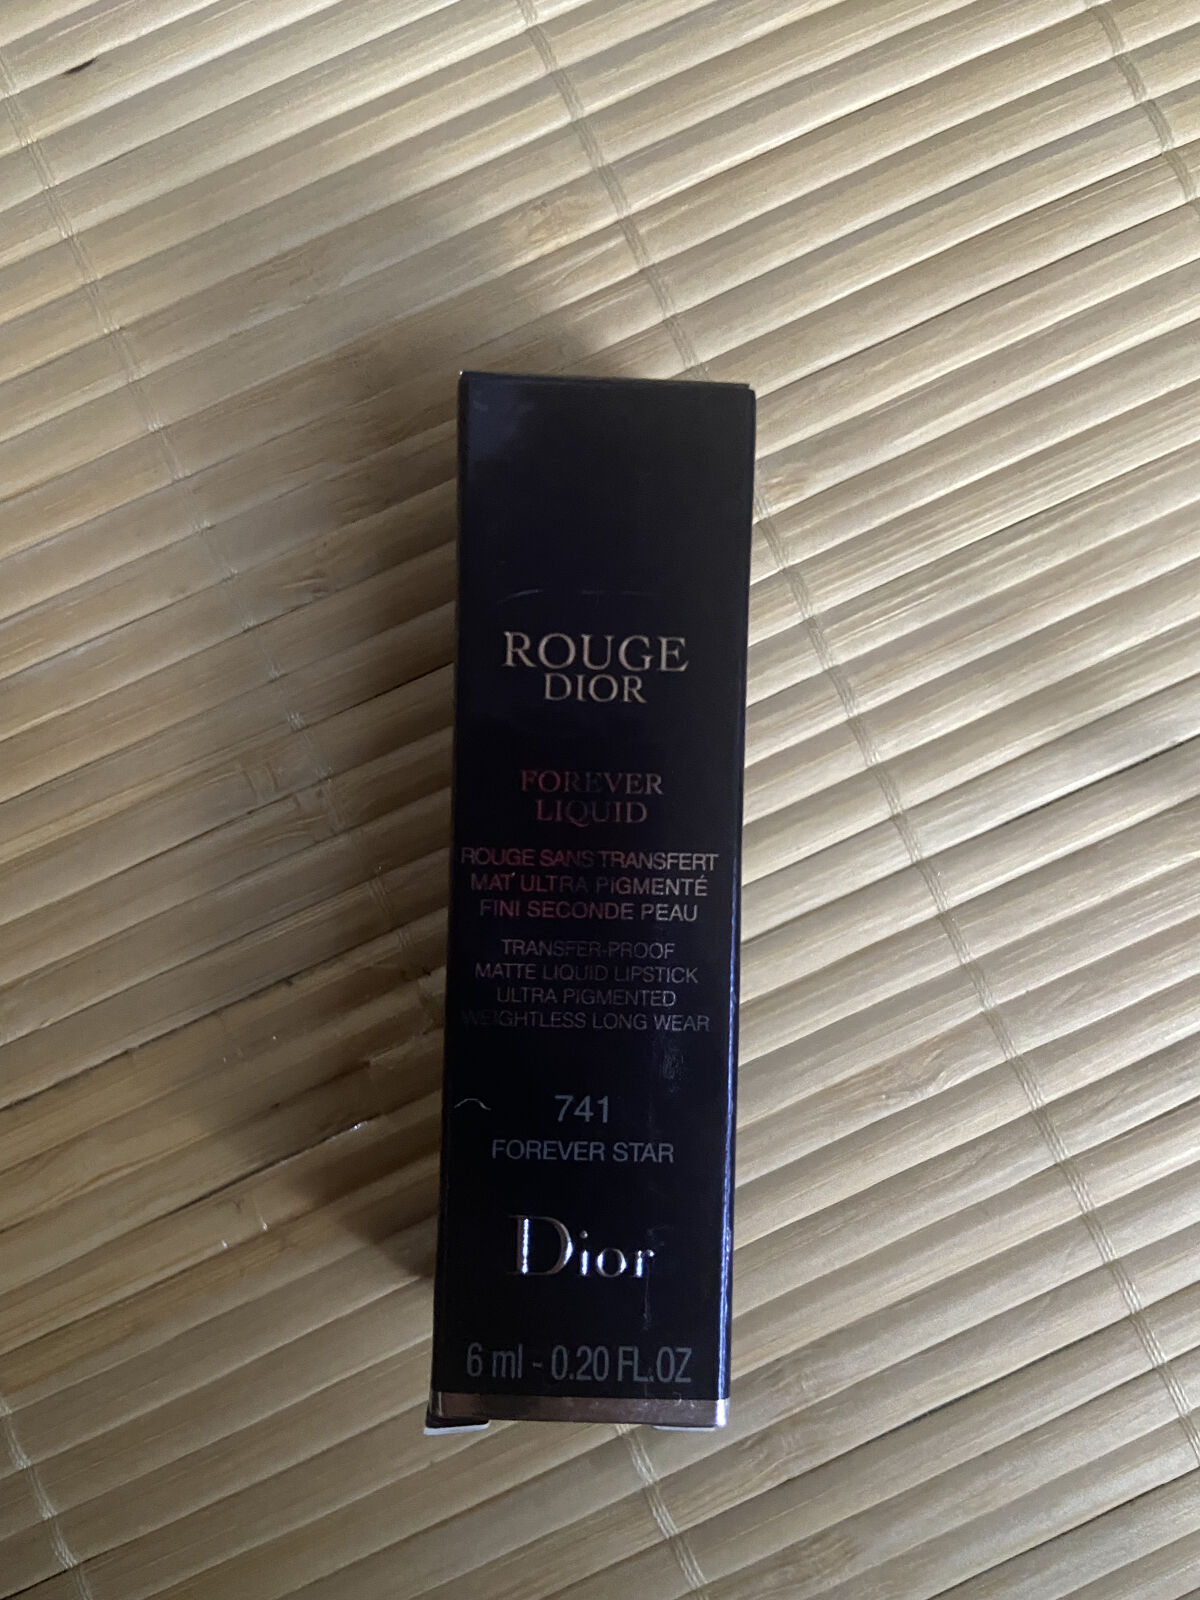 ROUGE
DIOR
FOREVER
LIQUID
ROUGE SANS TRANSFERT
MAT ULTRA PIGMENTÉ
FINI SECONDE PEAU
TRANSFER-PROOF
MATTE LIQUID LIPSTICK
ULTRA PIGMENTED
WEIGHTLESS LONG WEAR
741
FOREVER STAR
Dior
6 ml - 0.20 FL.OZ